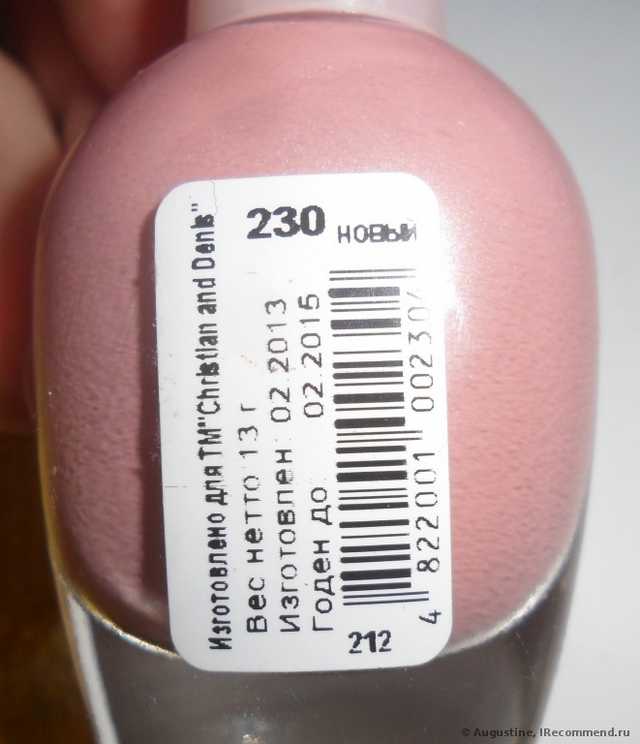 230 новый
Изготовлено для ТМ"Christian and Denis"
Вес нетто 13 г
Изготовлен: 02.2013
Годен до 02.2015
4 822001 00230
212
© Augustine, IRecommend.ru